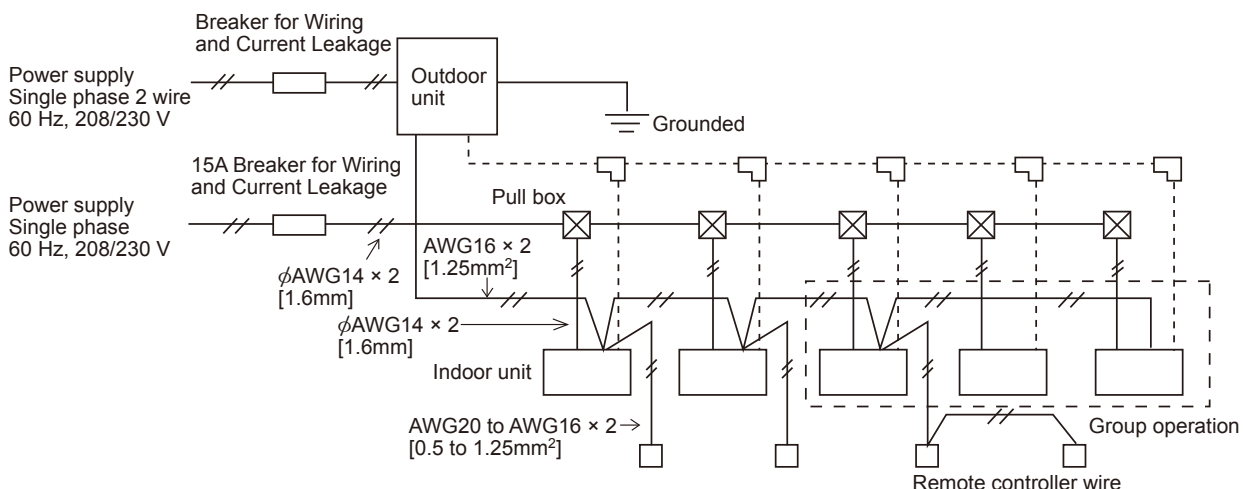 Breaker for Wiring
and Current Leakage
Power supply
Single phase 2 wire
60 Hz, 208/230 V
Outdoor
unit
Grounded
15A Breaker for Wiring
and Current Leakage
Power supply
Single phase
60 Hz, 208/230 V
Pull box
AWG16 × 2
[1.25mm²]
ϕAWG14 × 2
[1.6mm]
ϕAWG14 × 2
[1.6mm]
Indoor unit
AWG20 to AWG16 × 2
[0.5 to 1.25mm²]
Group operation
Remote controller wire